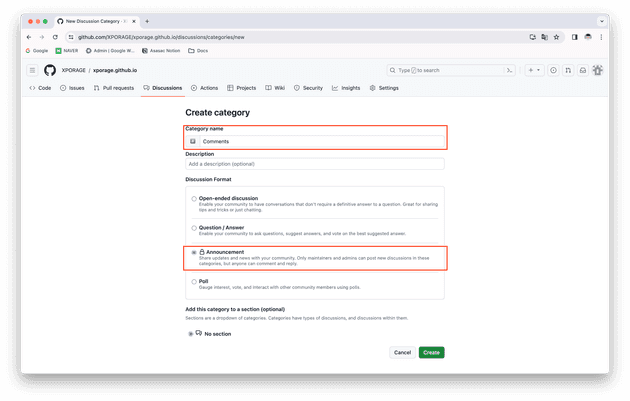 New Discussion Category · X
github.com/XPORAGE/xporage.github.io/discussions/categories/new
Google NAVER Admin | Google W... Asasac Notion Docs
XPORAGE / xporage.github.io
Type / to search
Code Issues Pull requests Discussions Actions Projects Wiki Security Insights Settings
Create category
Category name
Comments
Description
Add a description (optional)
Discussion Format
Open-ended discussion
Enable your community to have conversations that don't require a definitive answer to a question. Great for sharing
tips and tricks or just chatting.
Question / Answer
Enable your community to ask questions, suggest answers, and vote on the best suggested answer.
Announcement
Share updates and news with your community. Only maintainers and admins can post new discussions in these
categories, but anyone can comment and reply.
Poll
Gauge interest, vote, and interact with other community members using polls.
Add this category to a section (optional)
Sections are a dropdown of categories. Categories have types of discussions, and discussions within them.
No section
Cancel Create